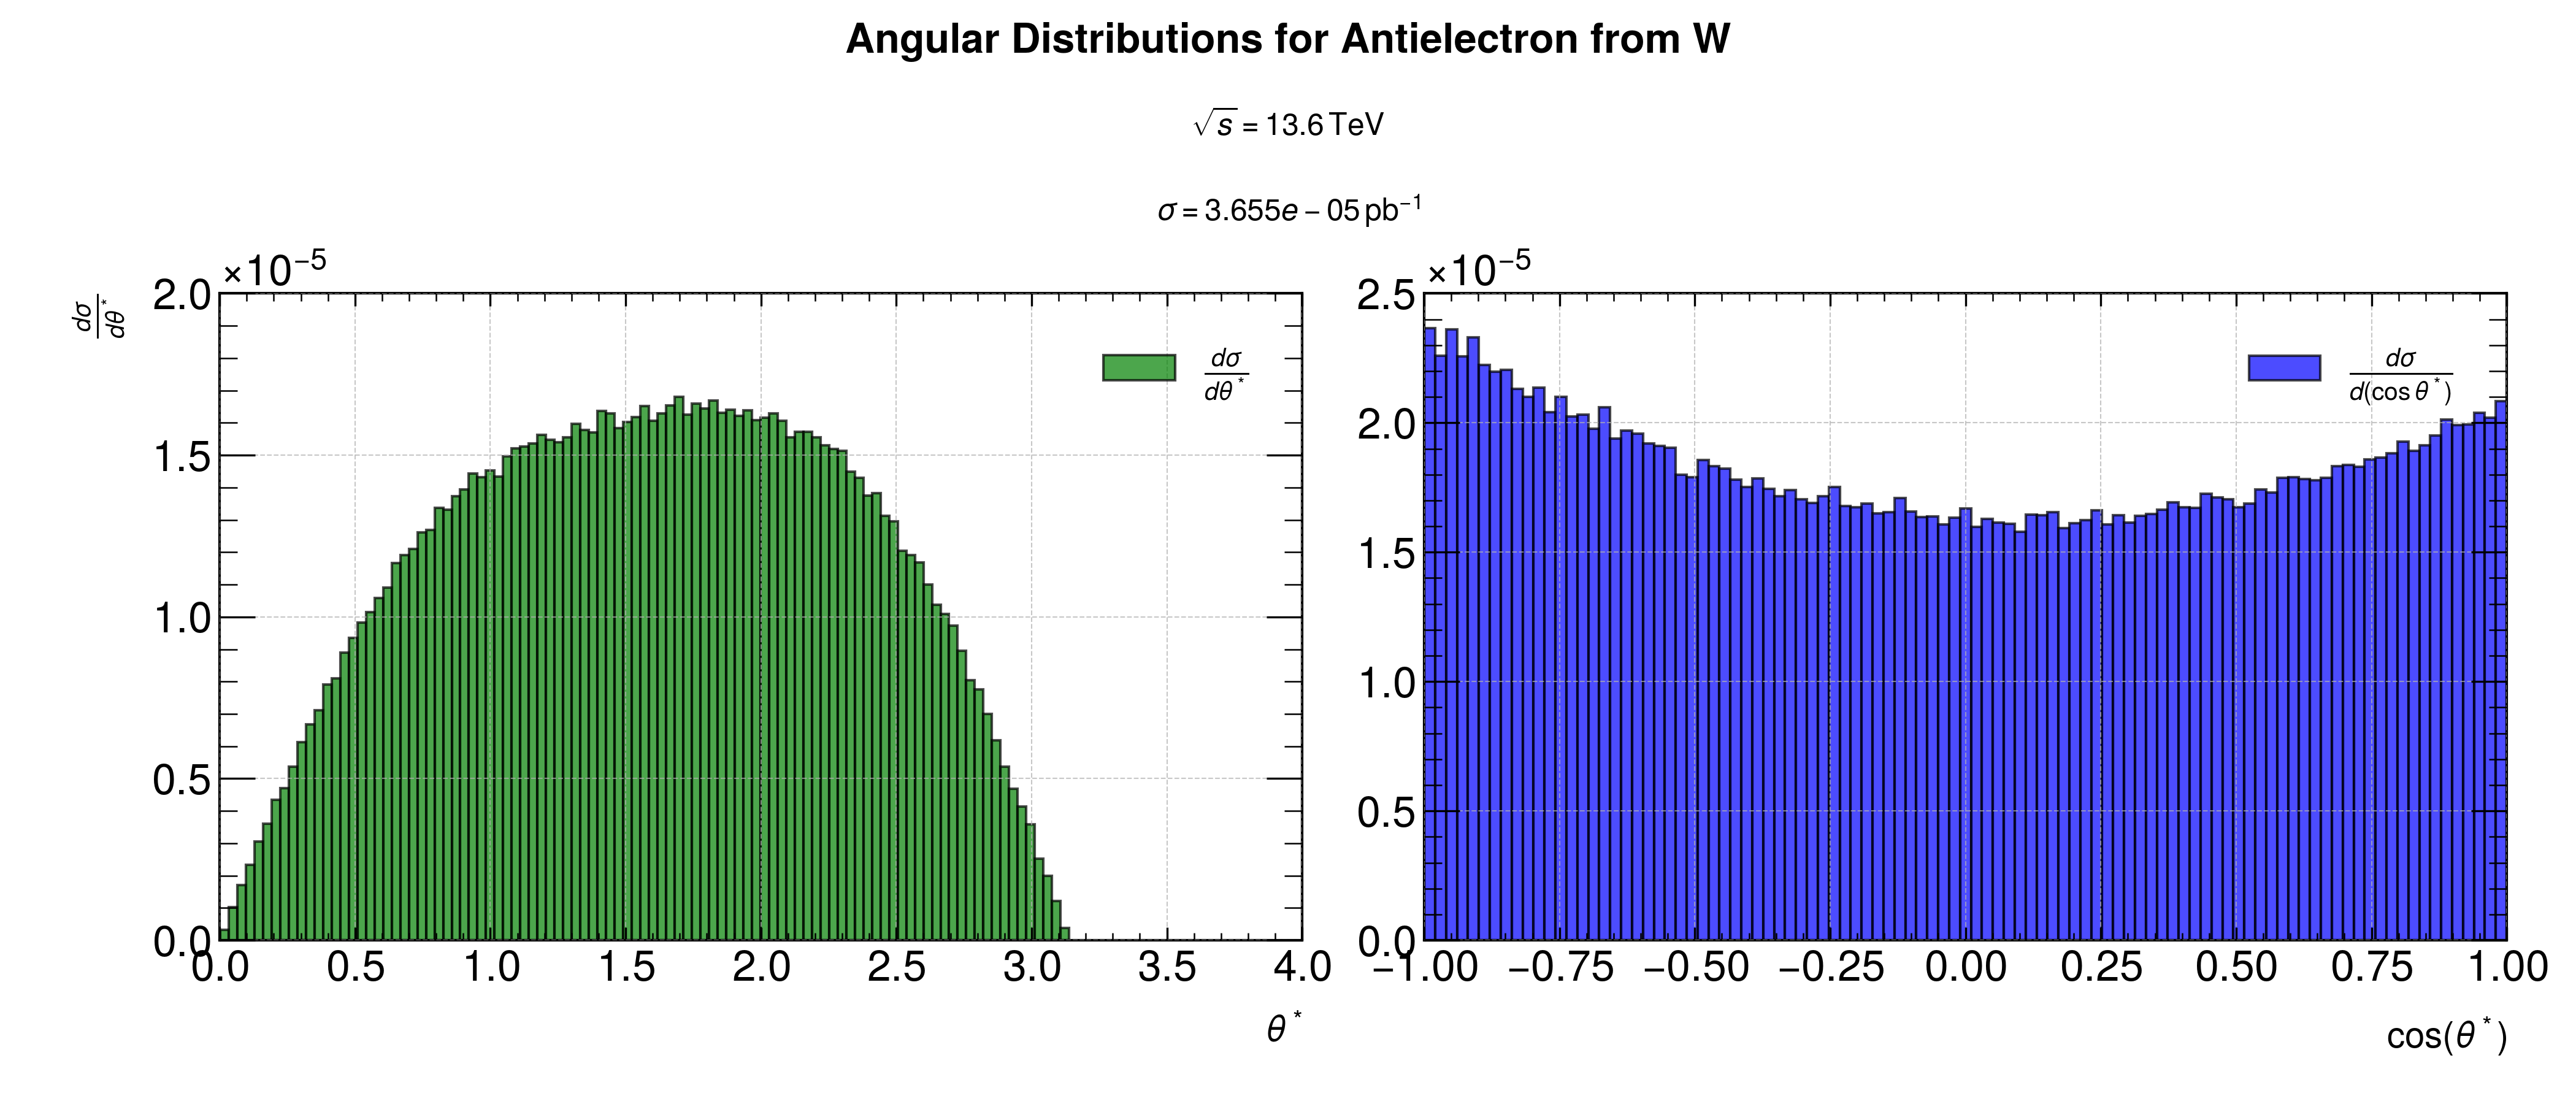 Angular Distributions for Antielectron from W
√s = 13.6 TeV
σ = 3.655e − 05 pb⁻¹
×10⁻⁵
dσ/dθ*
2.0
1.5
1.0
0.5
0.0
dσ/dθ*
0.0 0.5 1.0 1.5 2.0 2.5 3.0 3.5 4.0
θ*
×10⁻⁵
2.5
2.0
1.5
1.0
0.5
0.0
dσ/d(cos θ*)
−1.00 −0.75 −0.50 −0.25 0.00 0.25 0.50 0.75 1.00
cos(θ*)